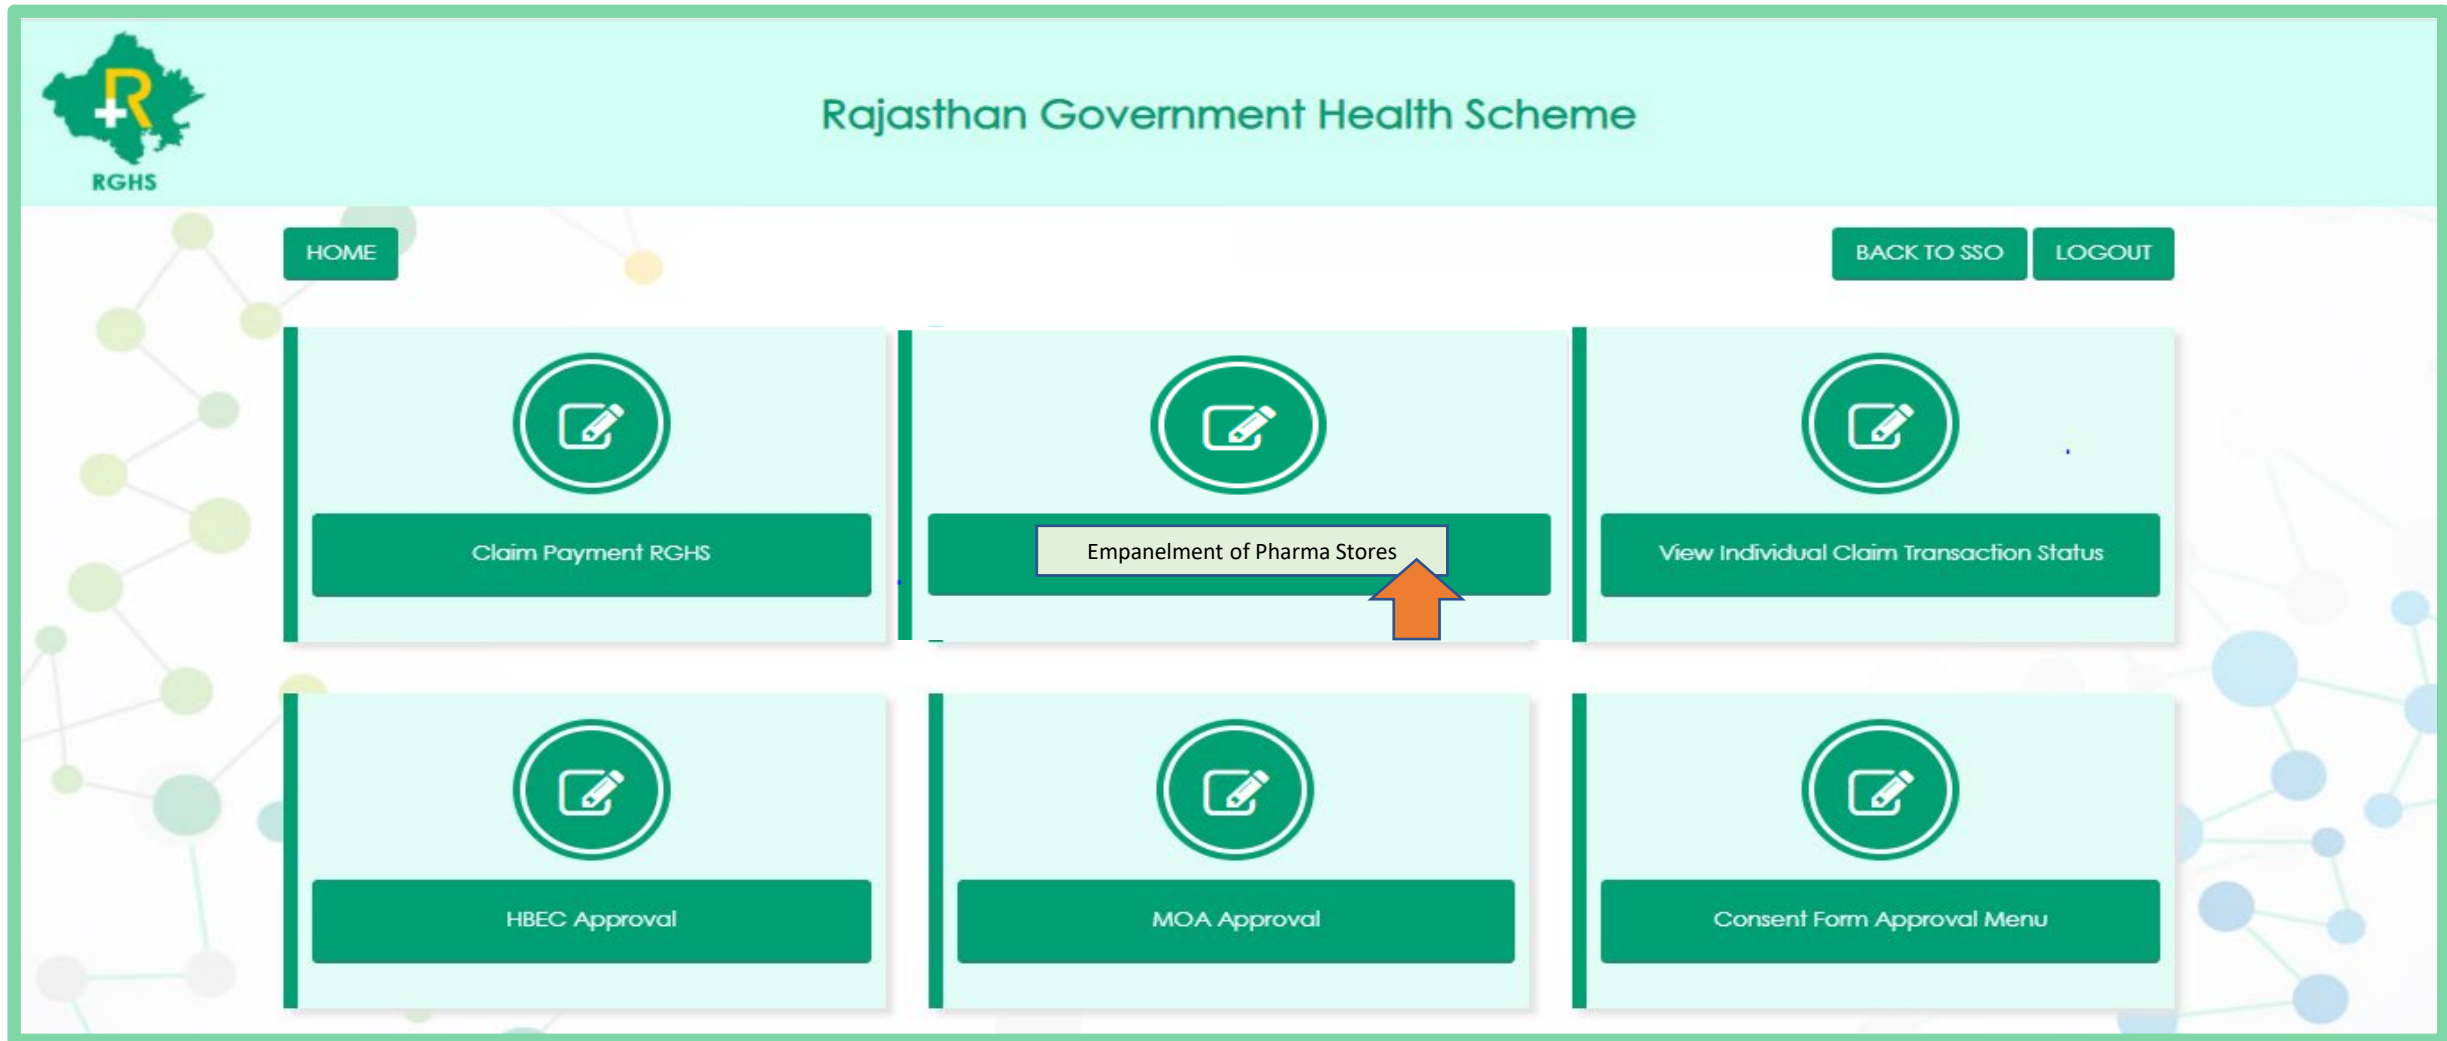 RGHS
Rajasthan Government Health Scheme
HOME
BACK TO SSO
LOGOUT
Claim Payment RGHS
Empanelment of Pharma Stores
View Individual Claim Transaction Status
HBEC Approval
MOA Approval
Consent Form Approval Menu